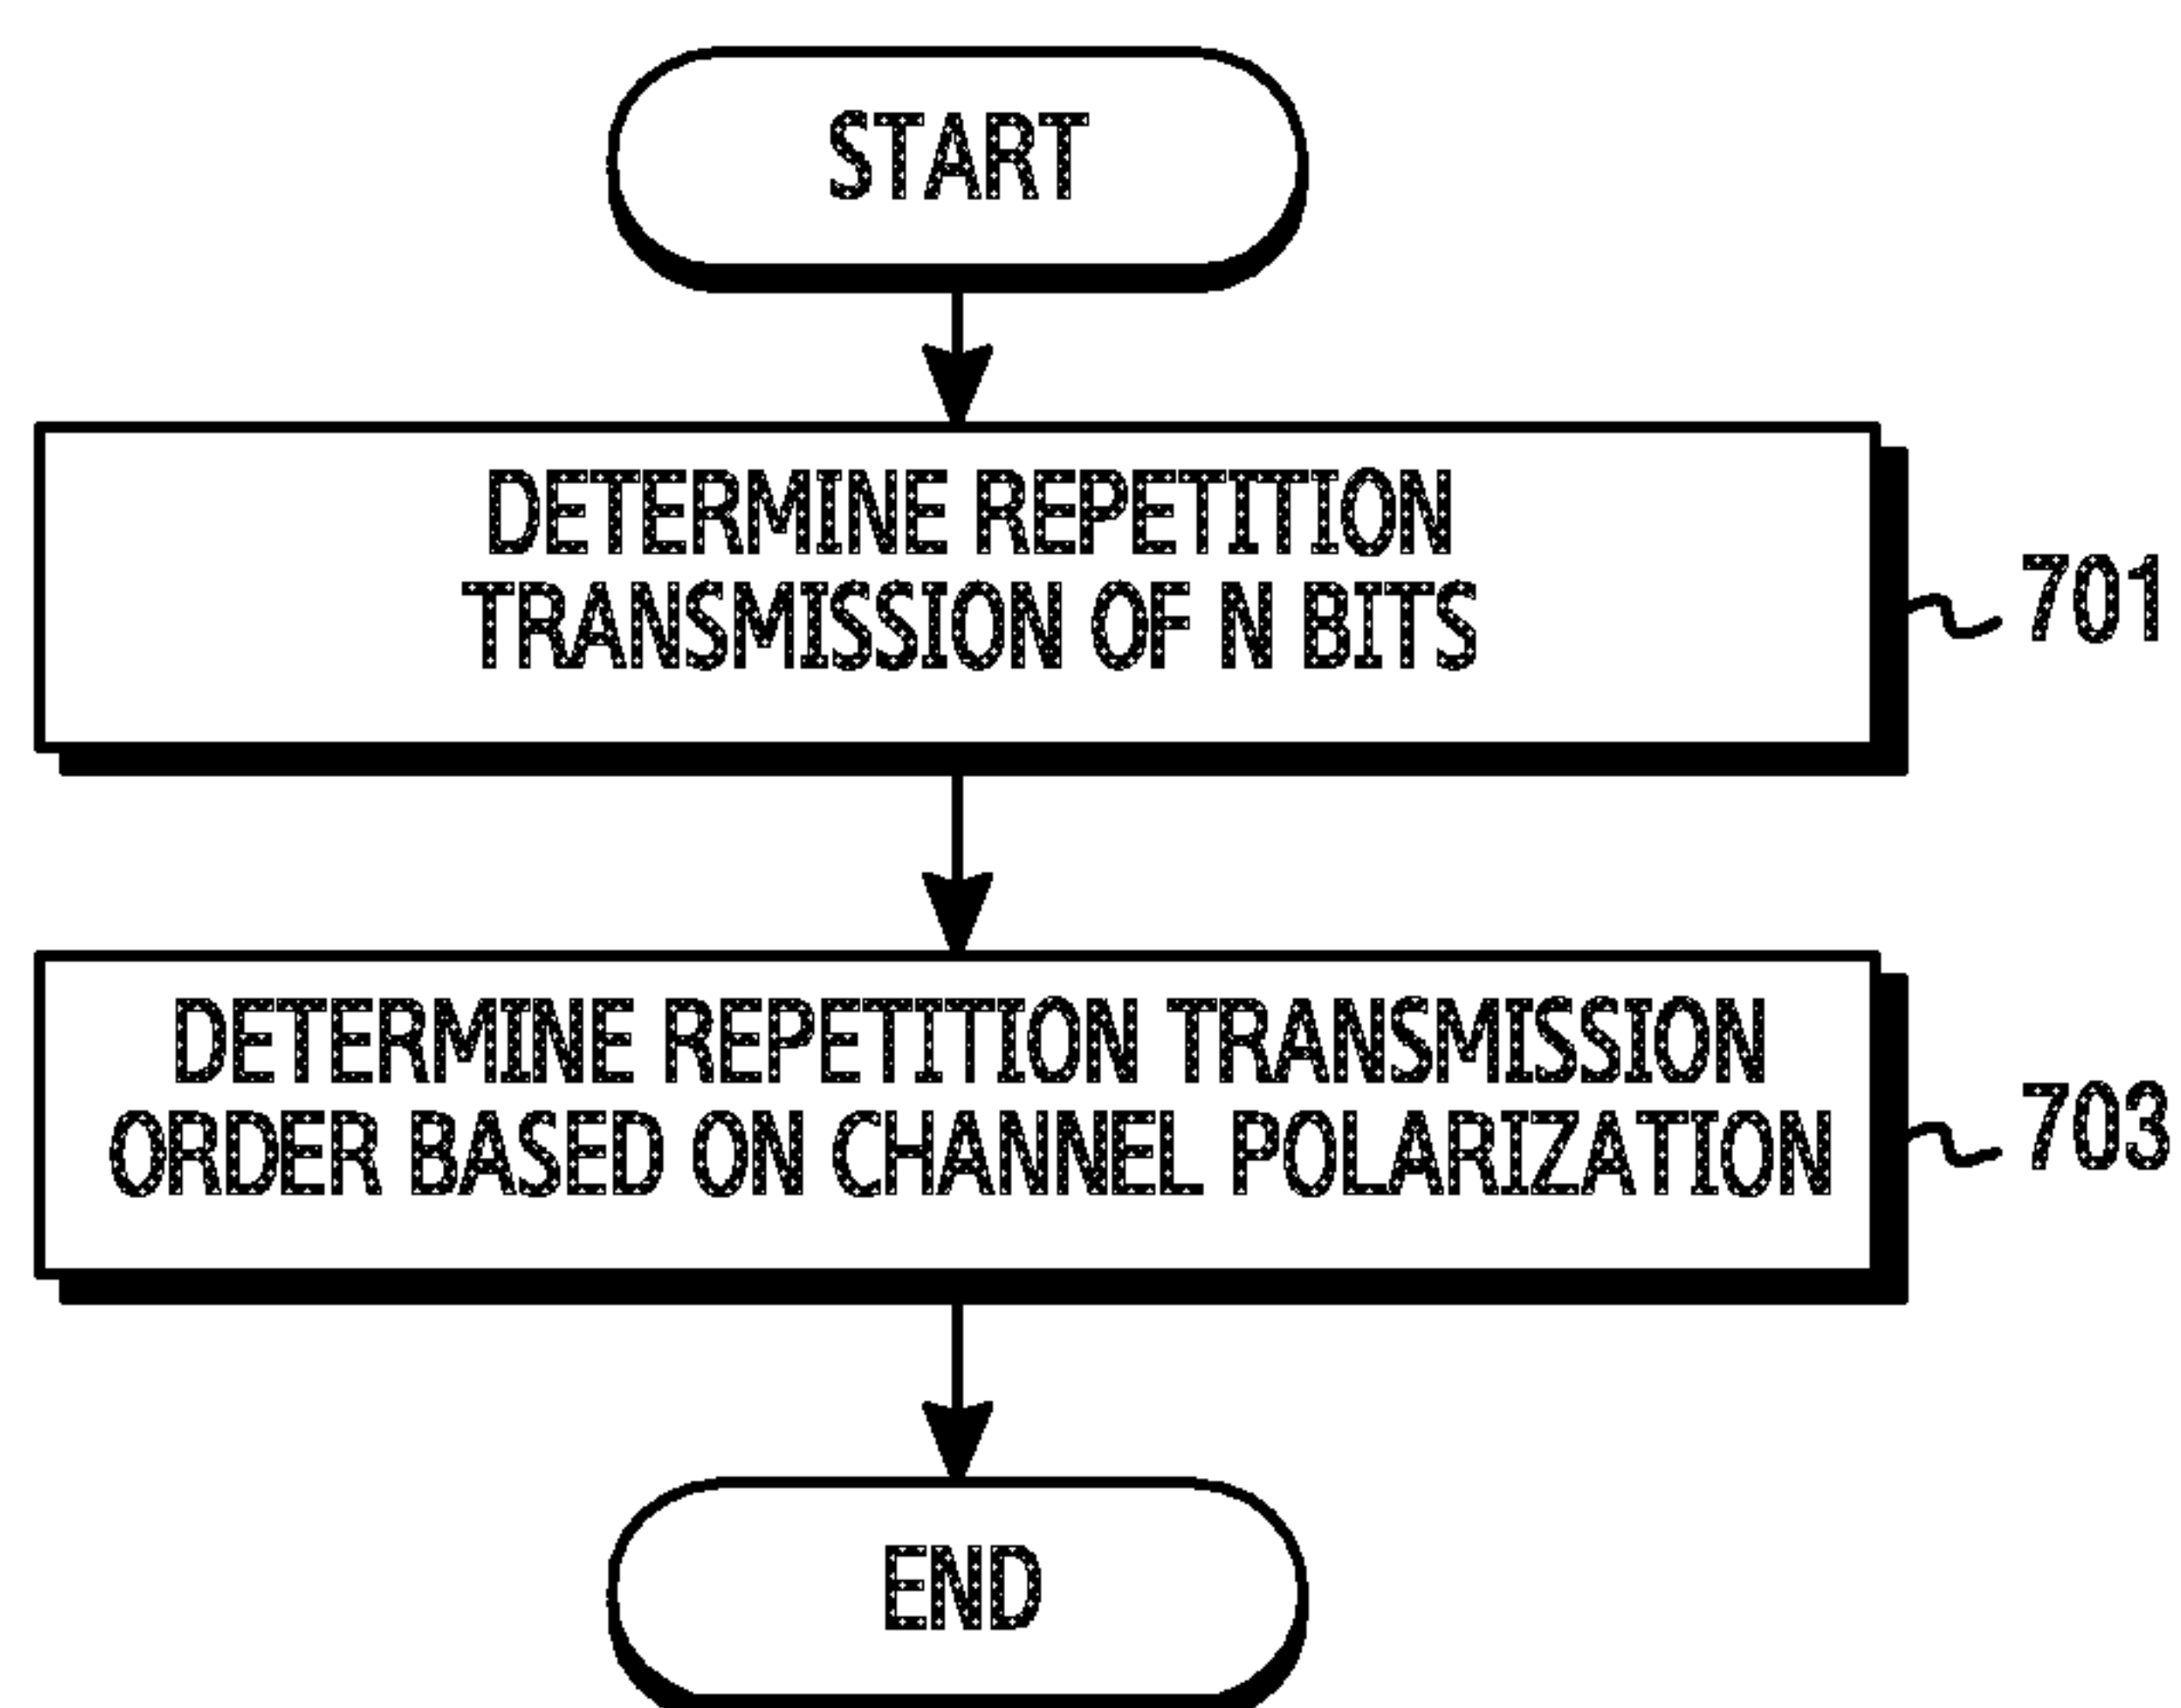 START
DETERMINE REPETITION
TRANSMISSION OF N BITS
701
DETERMINE REPETITION TRANSMISSION
ORDER BASED ON CHANNEL POLARIZATION
703
END